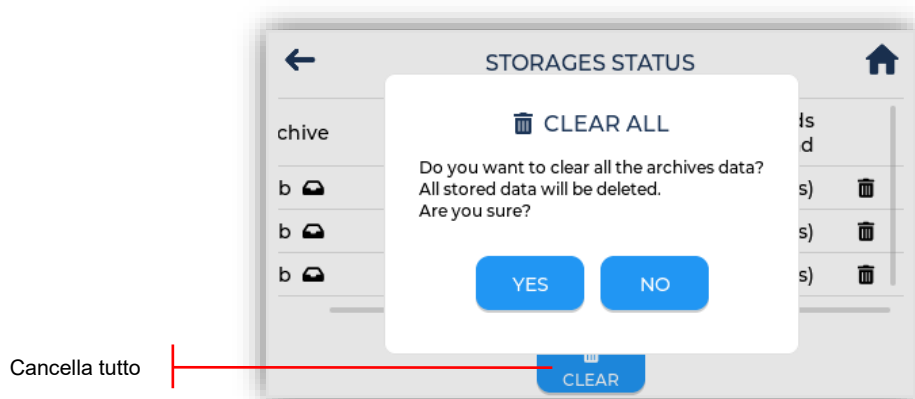 STORAGES STATUS
CLEAR ALL
chive
ds
d
Do you want to clear all the archives data?
All stored data will be deleted.
Are you sure?
b
s)
b
s)
b
s)
YES
NO
Cancella tutto
CLEAR